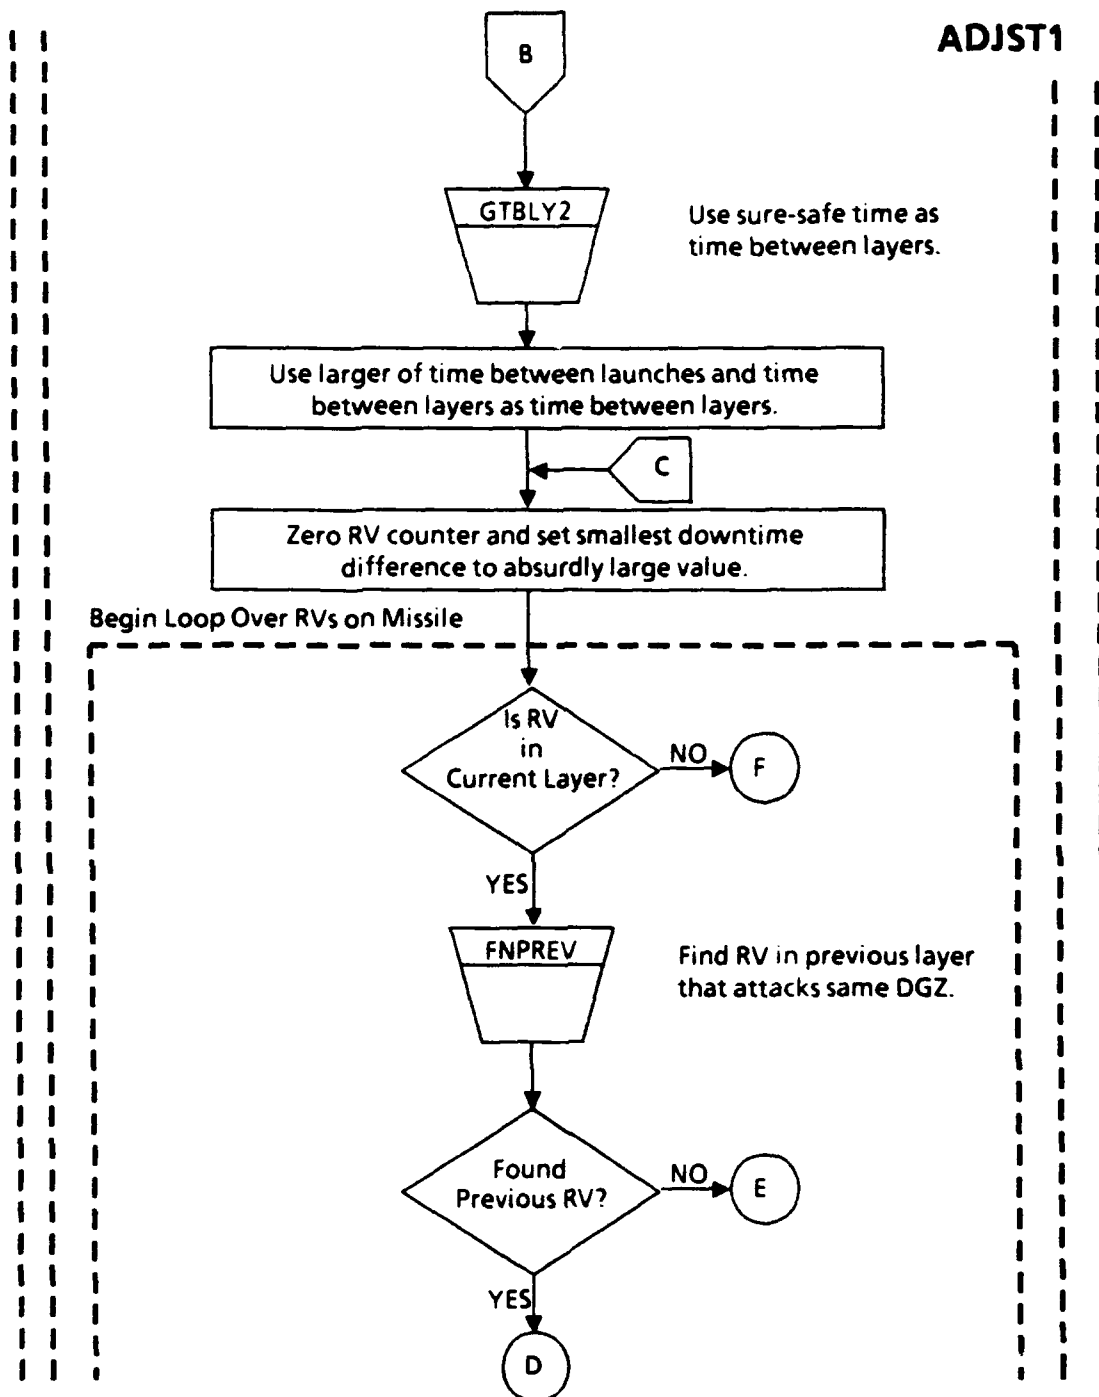 ADJST1
B
GTBLY2
Use sure-safe time as
time between layers.
Use larger of time between launches and time
between layers as time between layers.
C
Zero RV counter and set smallest downtime
difference to absurdly large value.
Begin Loop Over RVs on Missile
Is RV
in
Current Layer?
NO
F
YES
FNPREV
Find RV in previous layer
that attacks same DGZ.
Found
Previous RV?
NO
E
YES
D